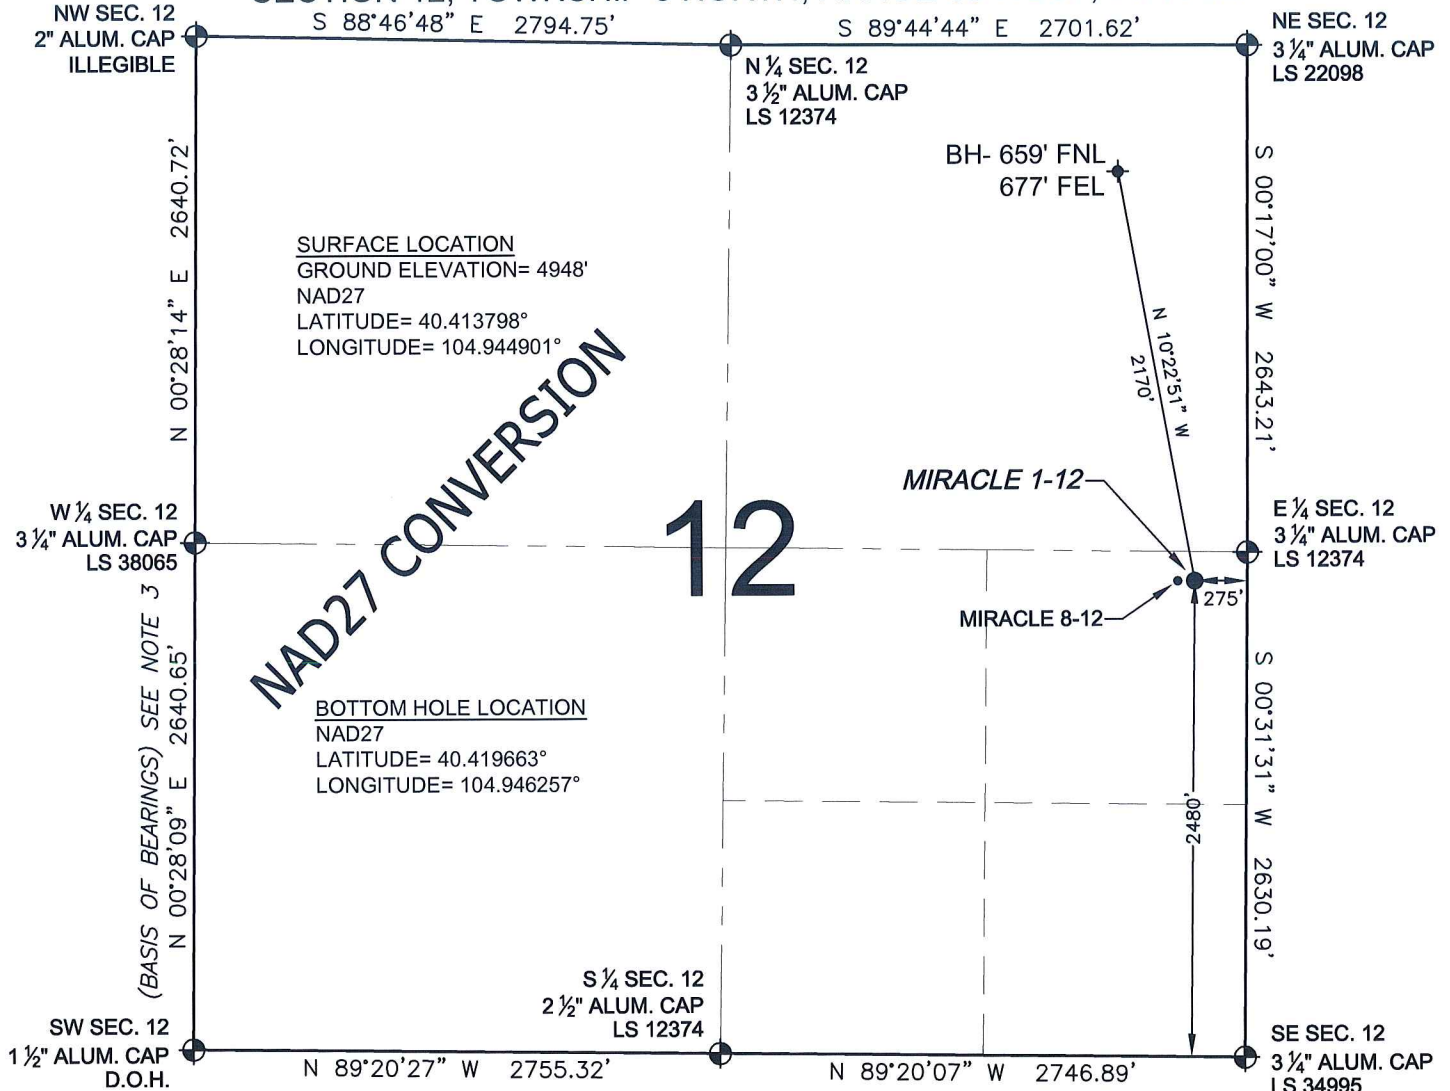 NW SEC. 12
2" ALUM. CAP
ILLEGIBLE
S 88°46'48" E 2794.75'
S 89°44'44" E 2701.62'
NE SEC. 12
3 ¼" ALUM. CAP
LS 22098
N ¼ SEC. 12
3 ½" ALUM. CAP
LS 12374
BH- 659' FNL
677' FEL
N 00°28'14" E 2640.72'
S 00°17'00" W 2643.21'
SURFACE LOCATION
GROUND ELEVATION= 4948'
NAD27
LATITUDE= 40.413798°
LONGITUDE= 104.944901°
N 10°22'51" W
2170'
NAD27 CONVERSION
MIRACLE 1-12
12
W ¼ SEC. 12
3 ¼" ALUM. CAP
LS 38065
E ¼ SEC. 12
3 ¼" ALUM. CAP
LS 12374
275'
MIRACLE 8-12
(BASIS OF BEARINGS) SEE NOTE 3
N 00°28'09" E 2640.65'
S 00°31'31" W 2630.19'
BOTTOM HOLE LOCATION
NAD27
LATITUDE= 40.419663°
LONGITUDE= 104.946257°
2480'
S ¼ SEC. 12
2 ½" ALUM. CAP
LS 12374
SW SEC. 12
1 ½" ALUM. CAP
D.O.H.
N 89°20'27" W 2755.32'
N 89°20'07" W 2746.89'
SE SEC. 12
3 ¼" ALUM. CAP
LS 34995